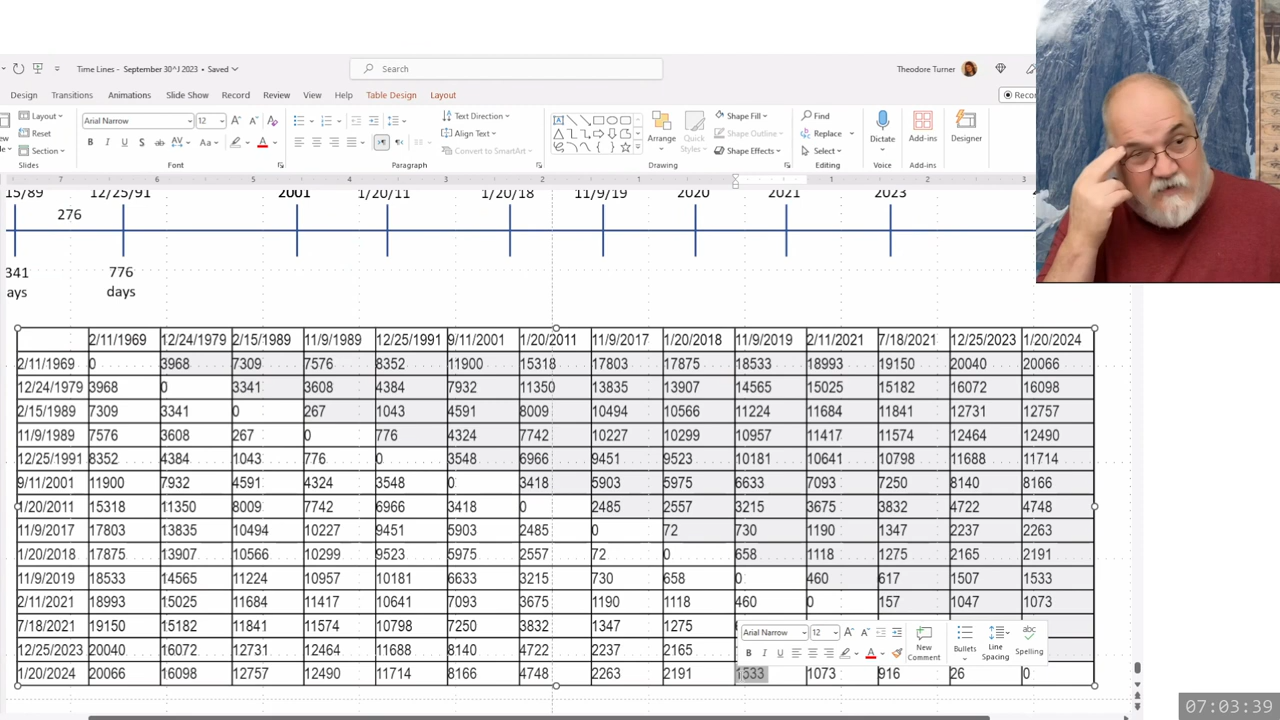 Time Lines - September 30^J 2023 • Saved
Search
Theodore Turner
Design Transitions Animations Slide Show Record Review View Help Table Design Layout
Layout
Reset
Section
Slides
Arial Narrow 12
B I U S
Aa
A
Font
Text Direction
Align Text
Convert to SmartArt
Paragraph
Arrange
Quick
Styles
Shape Fill
Shape Outline
Shape Effects
Drawing
Find
Replace
Select
Editing
Dictate
Voice
Add-ins
Add-ins
Designer
7 6 5 4 3 2 1 0 1 2 3
15/89 12/25/91 2001 1/20/11 1/20/18 11/9/19 2020 2021 2023
276
341 776
ays days
2/11/1969 12/24/1979 2/15/1989 11/9/1989 12/25/1991 9/11/2001 1/20/2011 11/9/2017 1/20/2018 11/9/2019 2/11/2021 7/18/2021 12/25/2023 1/20/2024
2/11/1969 0 3968 7309 7576 8352 11900 15318 17803 17875 18533 18993 19150 20040 20066
12/24/1979 3968 0 3341 3608 4384 7932 11350 13835 13907 14565 15025 15182 16072 16098
2/15/1989 7309 3341 0 267 1043 4591 8009 10494 10566 11224 11684 11841 12731 12757
11/9/1989 7576 3608 267 0 776 4324 7742 10227 10299 10957 11417 11574 12464 12490
12/25/1991 8352 4384 1043 776 0 3548 6966 9451 9523 10181 10641 10798 11688 11714
9/11/2001 11900 7932 4591 4324 3548 0 3418 5903 5975 6633 7093 7250 8140 8166
1/20/2011 15318 11350 8009 7742 6966 3418 0 2485 2557 3215 3675 3832 4722 4748
11/9/2017 17803 13835 10494 10227 9451 5903 2485 0 72 730 1190 1347 2237 2263
1/20/2018 17875 13907 10566 10299 9523 5975 2557 72 0 658 1118 1275 2165 2191
11/9/2019 18533 14565 11224 10957 10181 6633 3215 730 658 0 460 617 1507 1533
2/11/2021 18993 15025 11684 11417 10641 7093 3675 1190 1118 460 0 157 1047 1073
7/18/2021 19150 15182 11841 11574 10798 7250 3832 1347 1275
12/25/2023 20040 16072 12731 12464 11688 8140 4722 2237 2165
1/20/2024 20066 16098 12757 12490 11714 8166 4748 2263 2191 1533 1073 916 26 0
Arial Narrow 12
B I U
New
Comment
Bullets
Line
Spacing
abc
Spelling
07:03:39